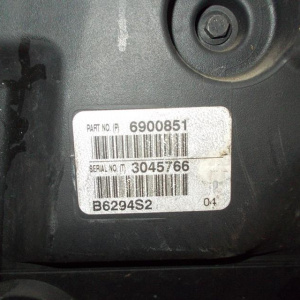 PART NO. (P) 6900851
SERIAL NO. (T) 3045766
B6294S2 04